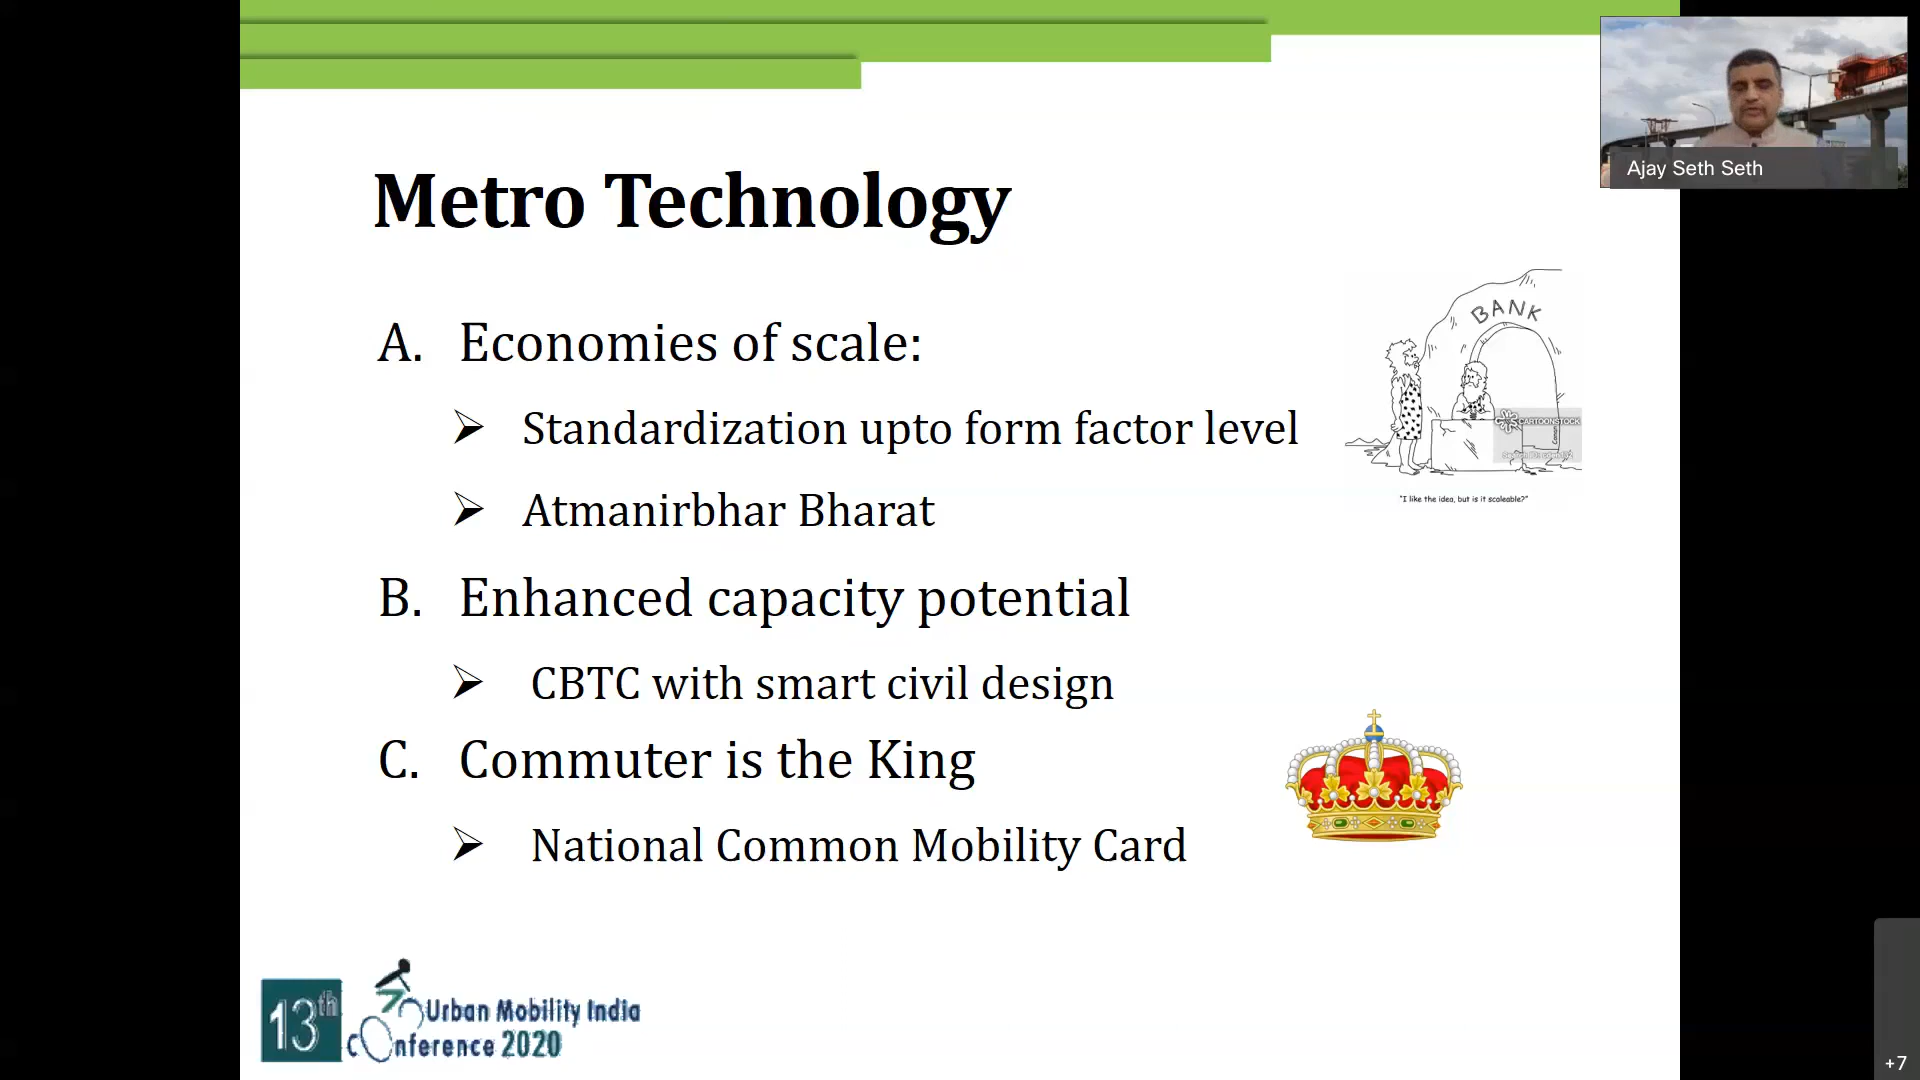 Ajay Seth Seth
Metro Technology
BANK
A. Economies of scale:
➢ Standardization upto form factor level
CARTOONSTOCK
"I like the idea, but is it scaleable?"
➢ Atmanirbhar Bharat
B. Enhanced capacity potential
➢ CBTC with smart civil design
C. Commuter is the King
➢ National Common Mobility Card
13th
Urban Mobility India
Conference 2020
+7